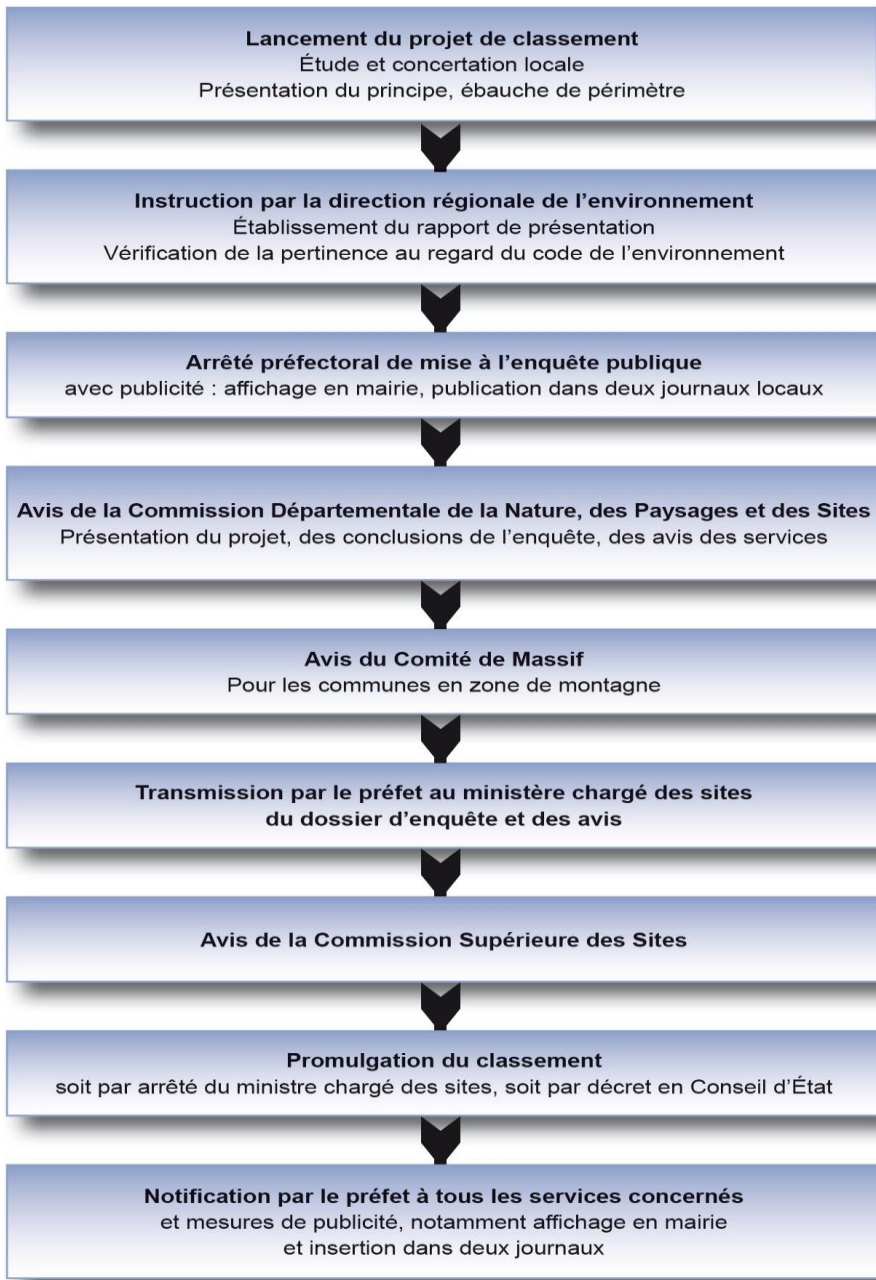 Lancement du projet de classement
Étude et concertation locale
Présentation du principe, ébauche de périmètre
Instruction par la direction régionale de l’environnement
Établissement du rapport de présentation
Vérification de la pertinence au regard du code de l’environnement
Arrêté préfectoral de mise à l’enquête publique
avec publicité : affichage en mairie, publication dans deux journaux locaux
Avis de la Commission Départementale de la Nature, des Paysages et des Sites
Présentation du projet, des conclusions de l’enquête, des avis des services
Avis du Comité de Massif
Pour les communes en zone de montagne
Transmission par le préfet au ministère chargé des sites
du dossier d’enquête et des avis
Avis de la Commission Supérieure des Sites
Promulgation du classement
soit par arrêté du ministre chargé des sites, soit par décret en Conseil d’État
Notification par le préfet à tous les services concernés
et mesures de publicité, notamment affichage en mairie
et insertion dans deux journaux